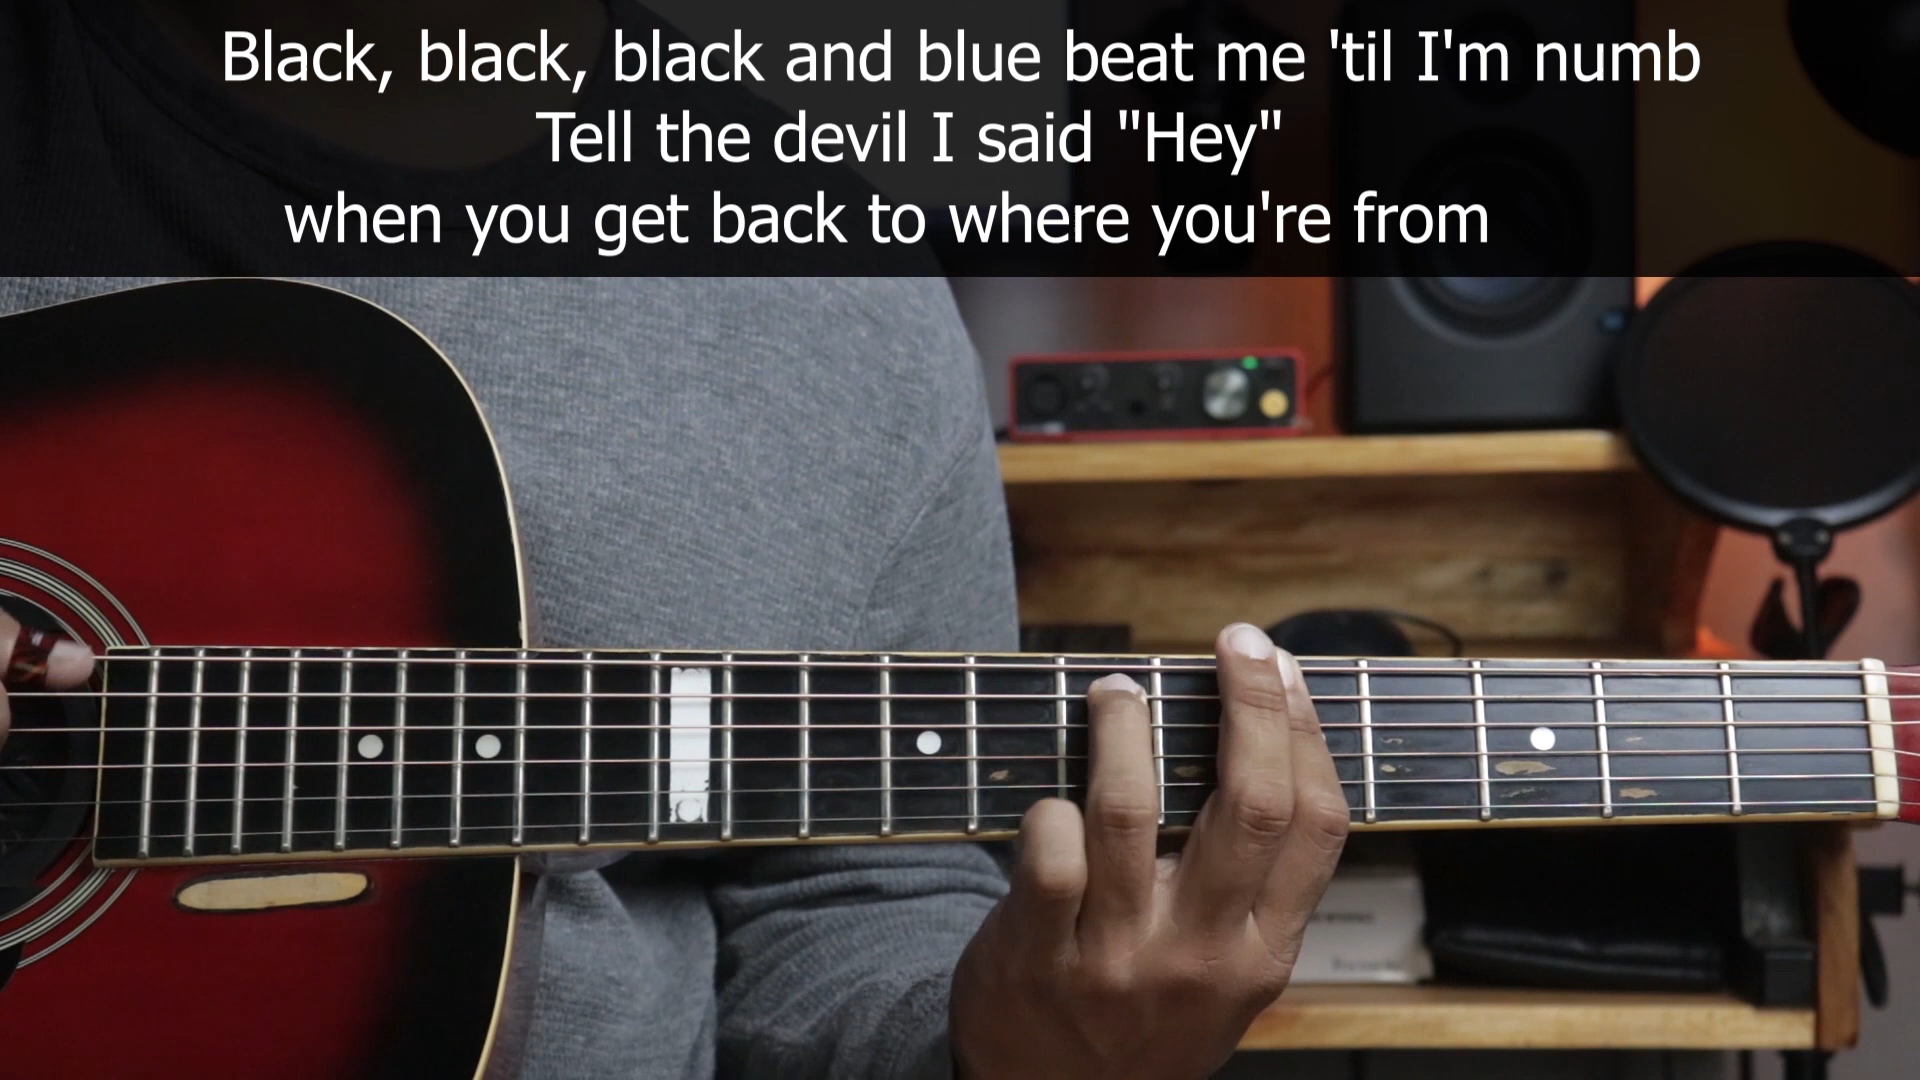 Black, black, black and blue beat me 'til I'm numb
Tell the devil I said "Hey"
when you get back to where you're from